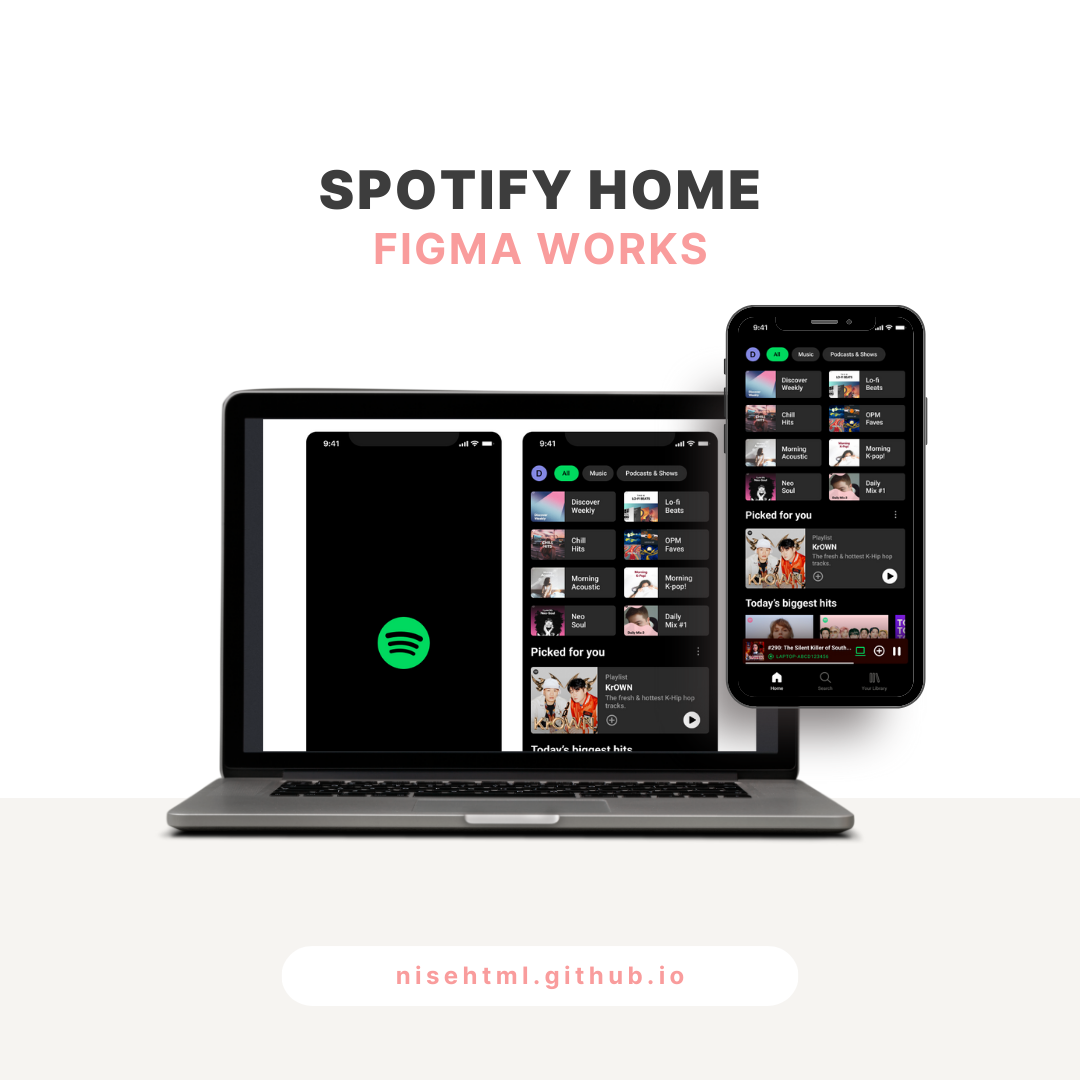 SPOTIFY HOME
FIGMA WORKS
9:41
9:41
D
All
Music
Podcasts & Shows
Discover
Weekly
Lo-fi
Beats
Chill
Hits
OPM
Faves
Morning
Acoustic
Morning
K-pop!
Neo
Soul
Daily
Mix #1
Picked for you
Playlist
KrOWN
The fresh & hottest K-Hip hop
tracks.
Today's biggest hits
9:41
D
All
Music
Podcasts & Shows
Discover
Weekly
Lo-fi
Beats
Chill
Hits
OPM
Faves
Morning
Acoustic
Morning
K-pop!
Neo
Soul
Daily
Mix #1
Picked for you
Playlist
KrOWN
The fresh & hottest K-Hip hop
tracks.
Today's biggest hits
#290: The Silent Killer of South...
LAPTOP-ABCD123456
Home
Search
Your Library
nisehtml.github.io